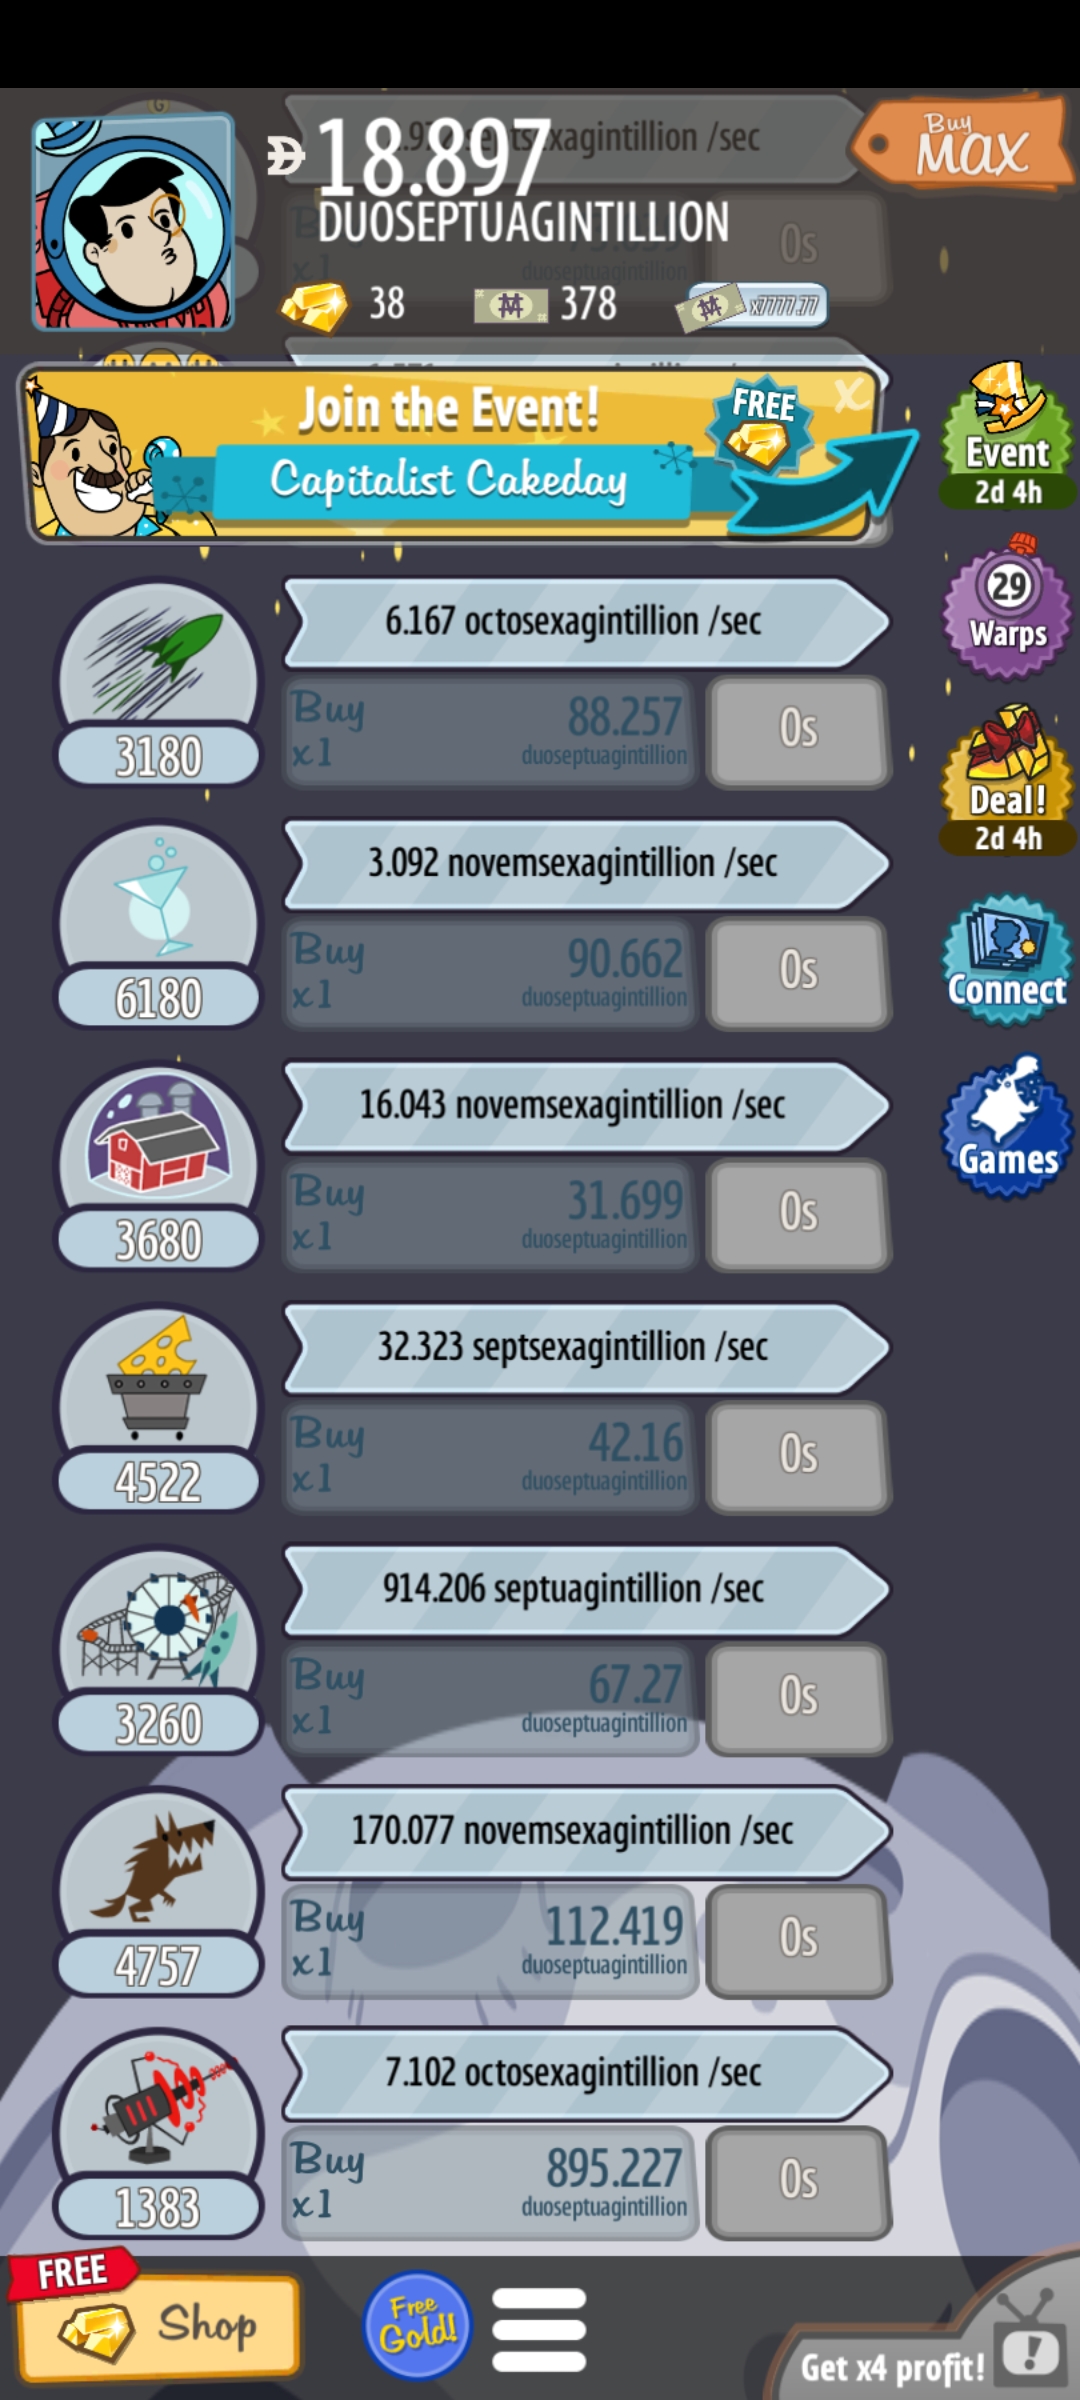 18.897
DUOSEPTUAGINTILLION
/sec
Buy
MAX
0s
duoseptuagintillion
x1
38
378
x7777.77
Join the Event!
Capitalist Cakeday
FREE
X
Event
2d 4h
6.167 octosexagintillion /sec
Buy
x1
88.257
duoseptuagintillion
0s
3180
29
Warps
Deal!
2d 4h
3.092 novemsexagintillion /sec
Buy
x1
90.662
duoseptuagintillion
0s
6180
Connect
16.043 novemsexagintillion /sec
Buy
x1
31.699
duoseptuagintillion
0s
3680
Games
32.323 septsexagintillion /sec
Buy
x1
42.16
duoseptuagintillion
0s
4522
914.206 septuagintillion /sec
Buy
x1
67.27
duoseptuagintillion
0s
3260
170.077 novemsexagintillion /sec
Buy
x1
112.419
duoseptuagintillion
0s
4757
7.102 octosexagintillion /sec
Buy
x1
895.227
duoseptuagintillion
0s
1383
FREE
Shop
Free
Gold!
Get x4 profit!